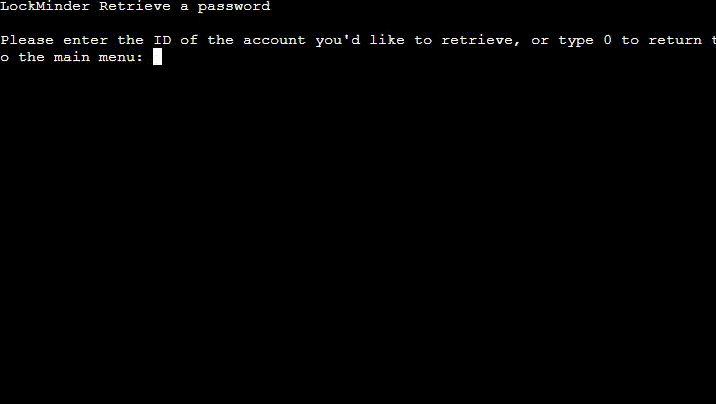 LockMinder Retrieve a password
Please enter the ID of the account you'd like to retrieve, or type 0 to return t
o the main menu: